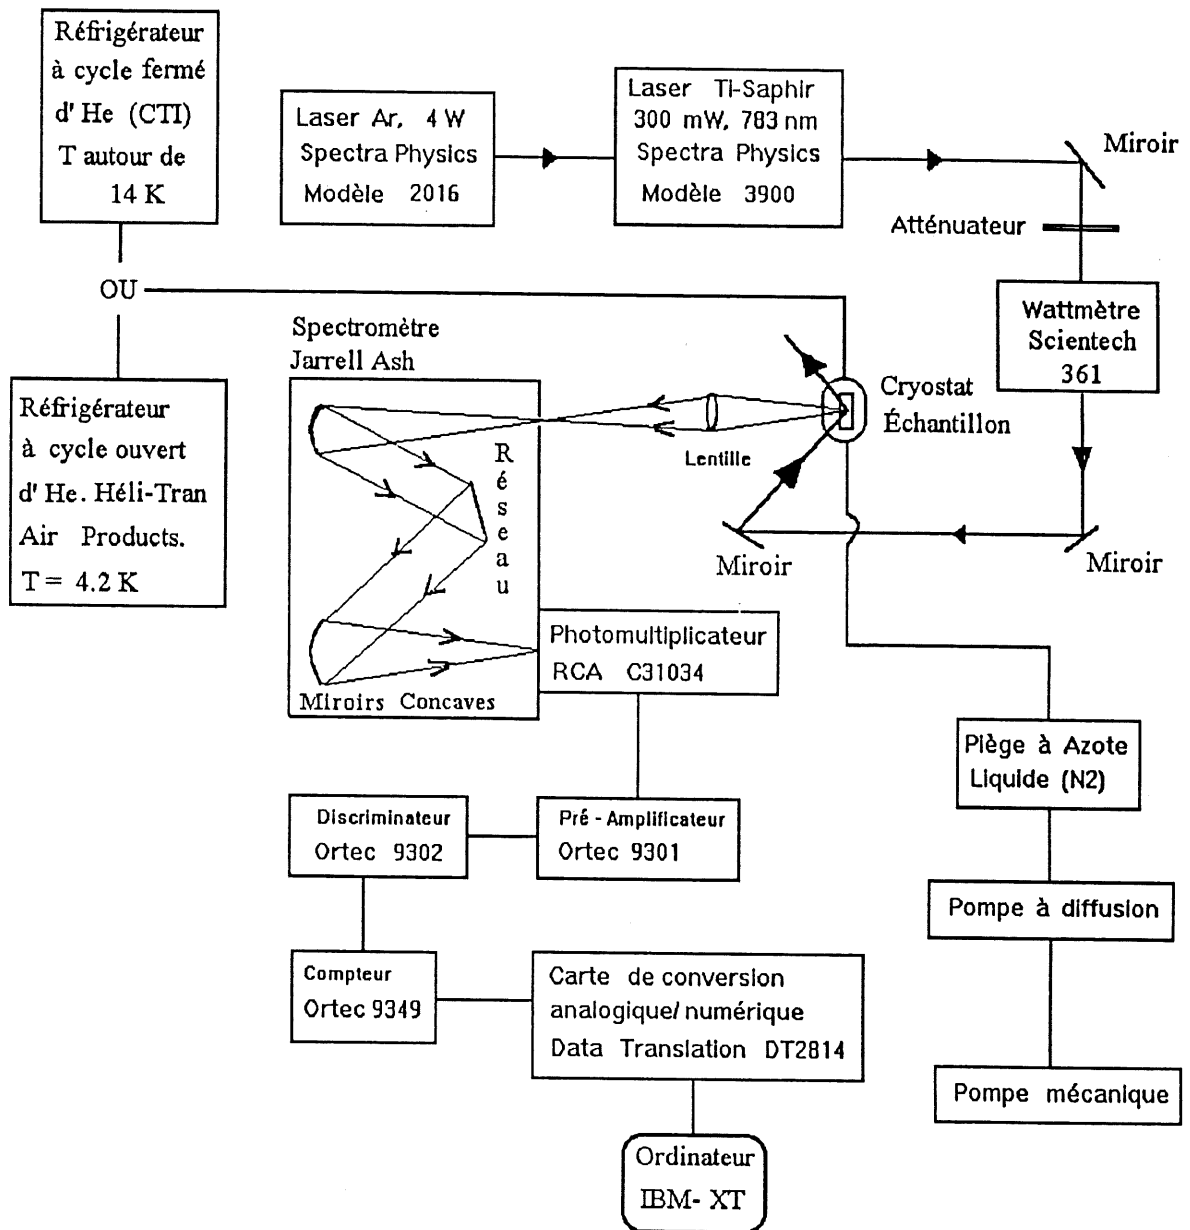 Réfrigérateur
à cycle fermé
d' He (CTI)
T autour de
14 K
Laser Ar, 4 W
Spectra Physics
Modèle 2016
Laser Ti-Saphir
300 mW, 783 nm
Spectra Physics
Modèle 3900
Miroir
Atténuateur
OU
Wattmètre
Scientech
361
Spectromètre
Jarrell Ash
Réfrigérateur
à cycle ouvert
d' He. Héli-Tran
Air Products.
T = 4.2 K
Réseau
Lentille
Cryostat
Échantillon
Miroir
Miroir
Photomultiplicateur
RCA C31034
Miroirs Concaves
Piège à Azote
Liquide (N2)
Discriminateur
Ortec 9302
Pré - Amplificateur
Ortec 9301
Pompe à diffusion
Compteur
Ortec 9349
Carte de conversion
analogique/ numérique
Data Translation DT2814
Pompe mécanique
Ordinateur
IBM- XT